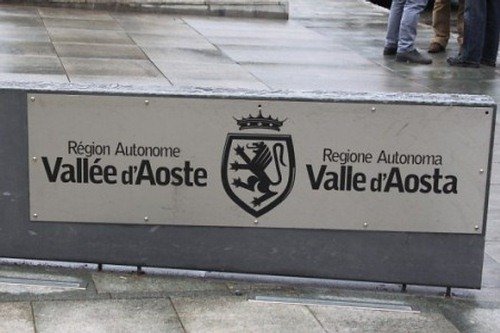 Région Autonome
Vallée d'Aoste
Regione Autonoma
Valle d'Aosta